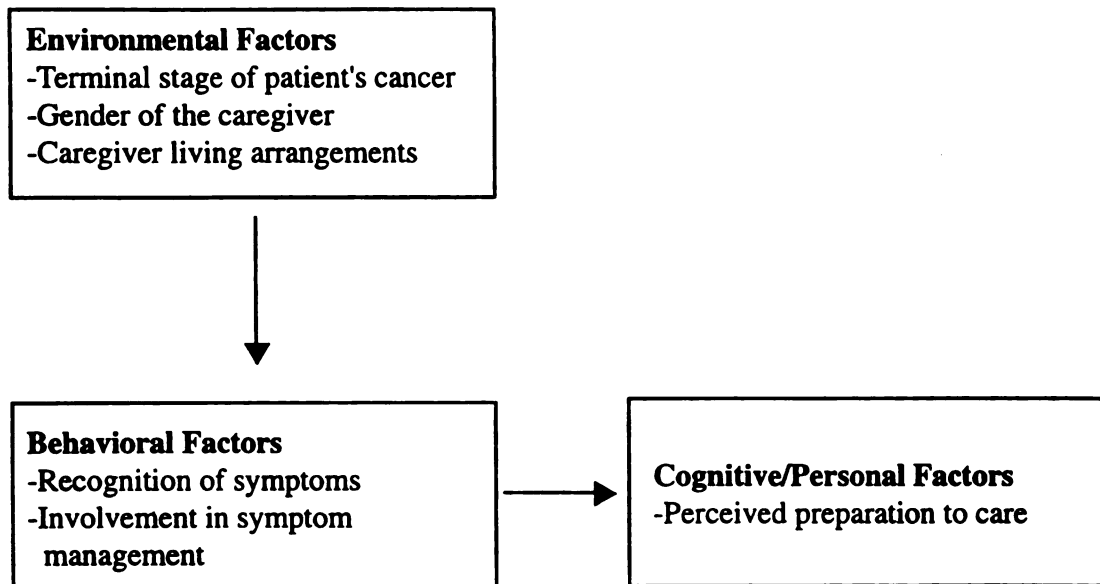 Environmental Factors
-Terminal stage of patient's cancer
-Gender of the caregiver
-Caregiver living arrangements
Behavioral Factors
-Recognition of symptoms
-Involvement in symptom
management
Cognitive/Personal Factors
-Perceived preparation to care